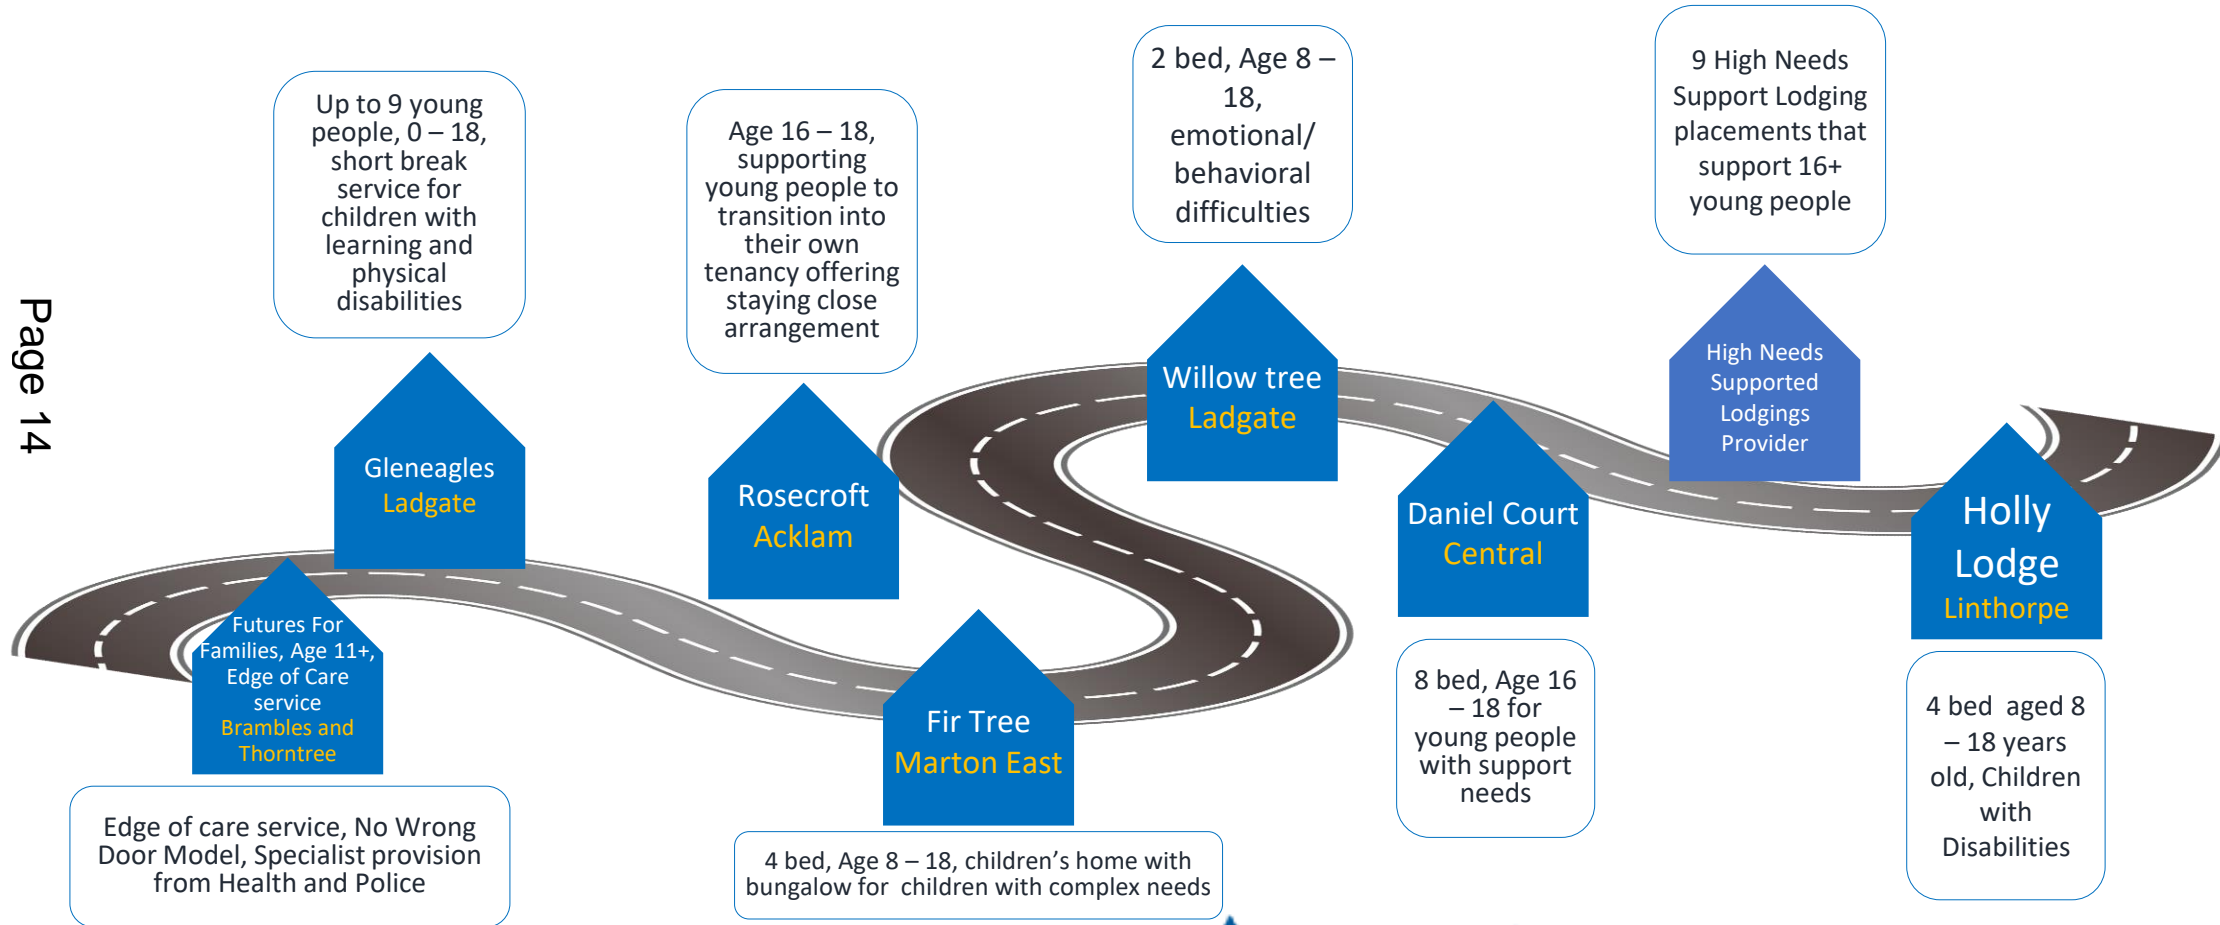 Page 14
Up to 9 young
people, 0 – 18,
short break
service for
children with
learning and
physical
disabilities
Gleneagles
Ladgate
Futures For
Families, Age 11+,
Edge of Care
service
Brambles and
Thorntree
Edge of care service, No Wrong
Door Model, Specialist provision
from Health and Police
Age 16 – 18,
supporting
young people to
transition into
their own
tenancy offering
staying close
arrangement
Rosecroft
Acklam
Fir Tree
Marton East
4 bed, Age 8 – 18, children’s home with
bungalow for  children with complex needs
2 bed, Age 8 –
18,
emotional/
behavioral
difficulties
Willow tree
Ladgate
Daniel Court
Central
8 bed, Age 16
– 18 for
young people
with support
needs
9 High Needs
Support Lodging
placements that
support 16+
young people
High Needs
Supported
Lodgings
Provider
Holly
Lodge
Linthorpe
4 bed  aged 8
– 18 years
old, Children
with
Disabilities